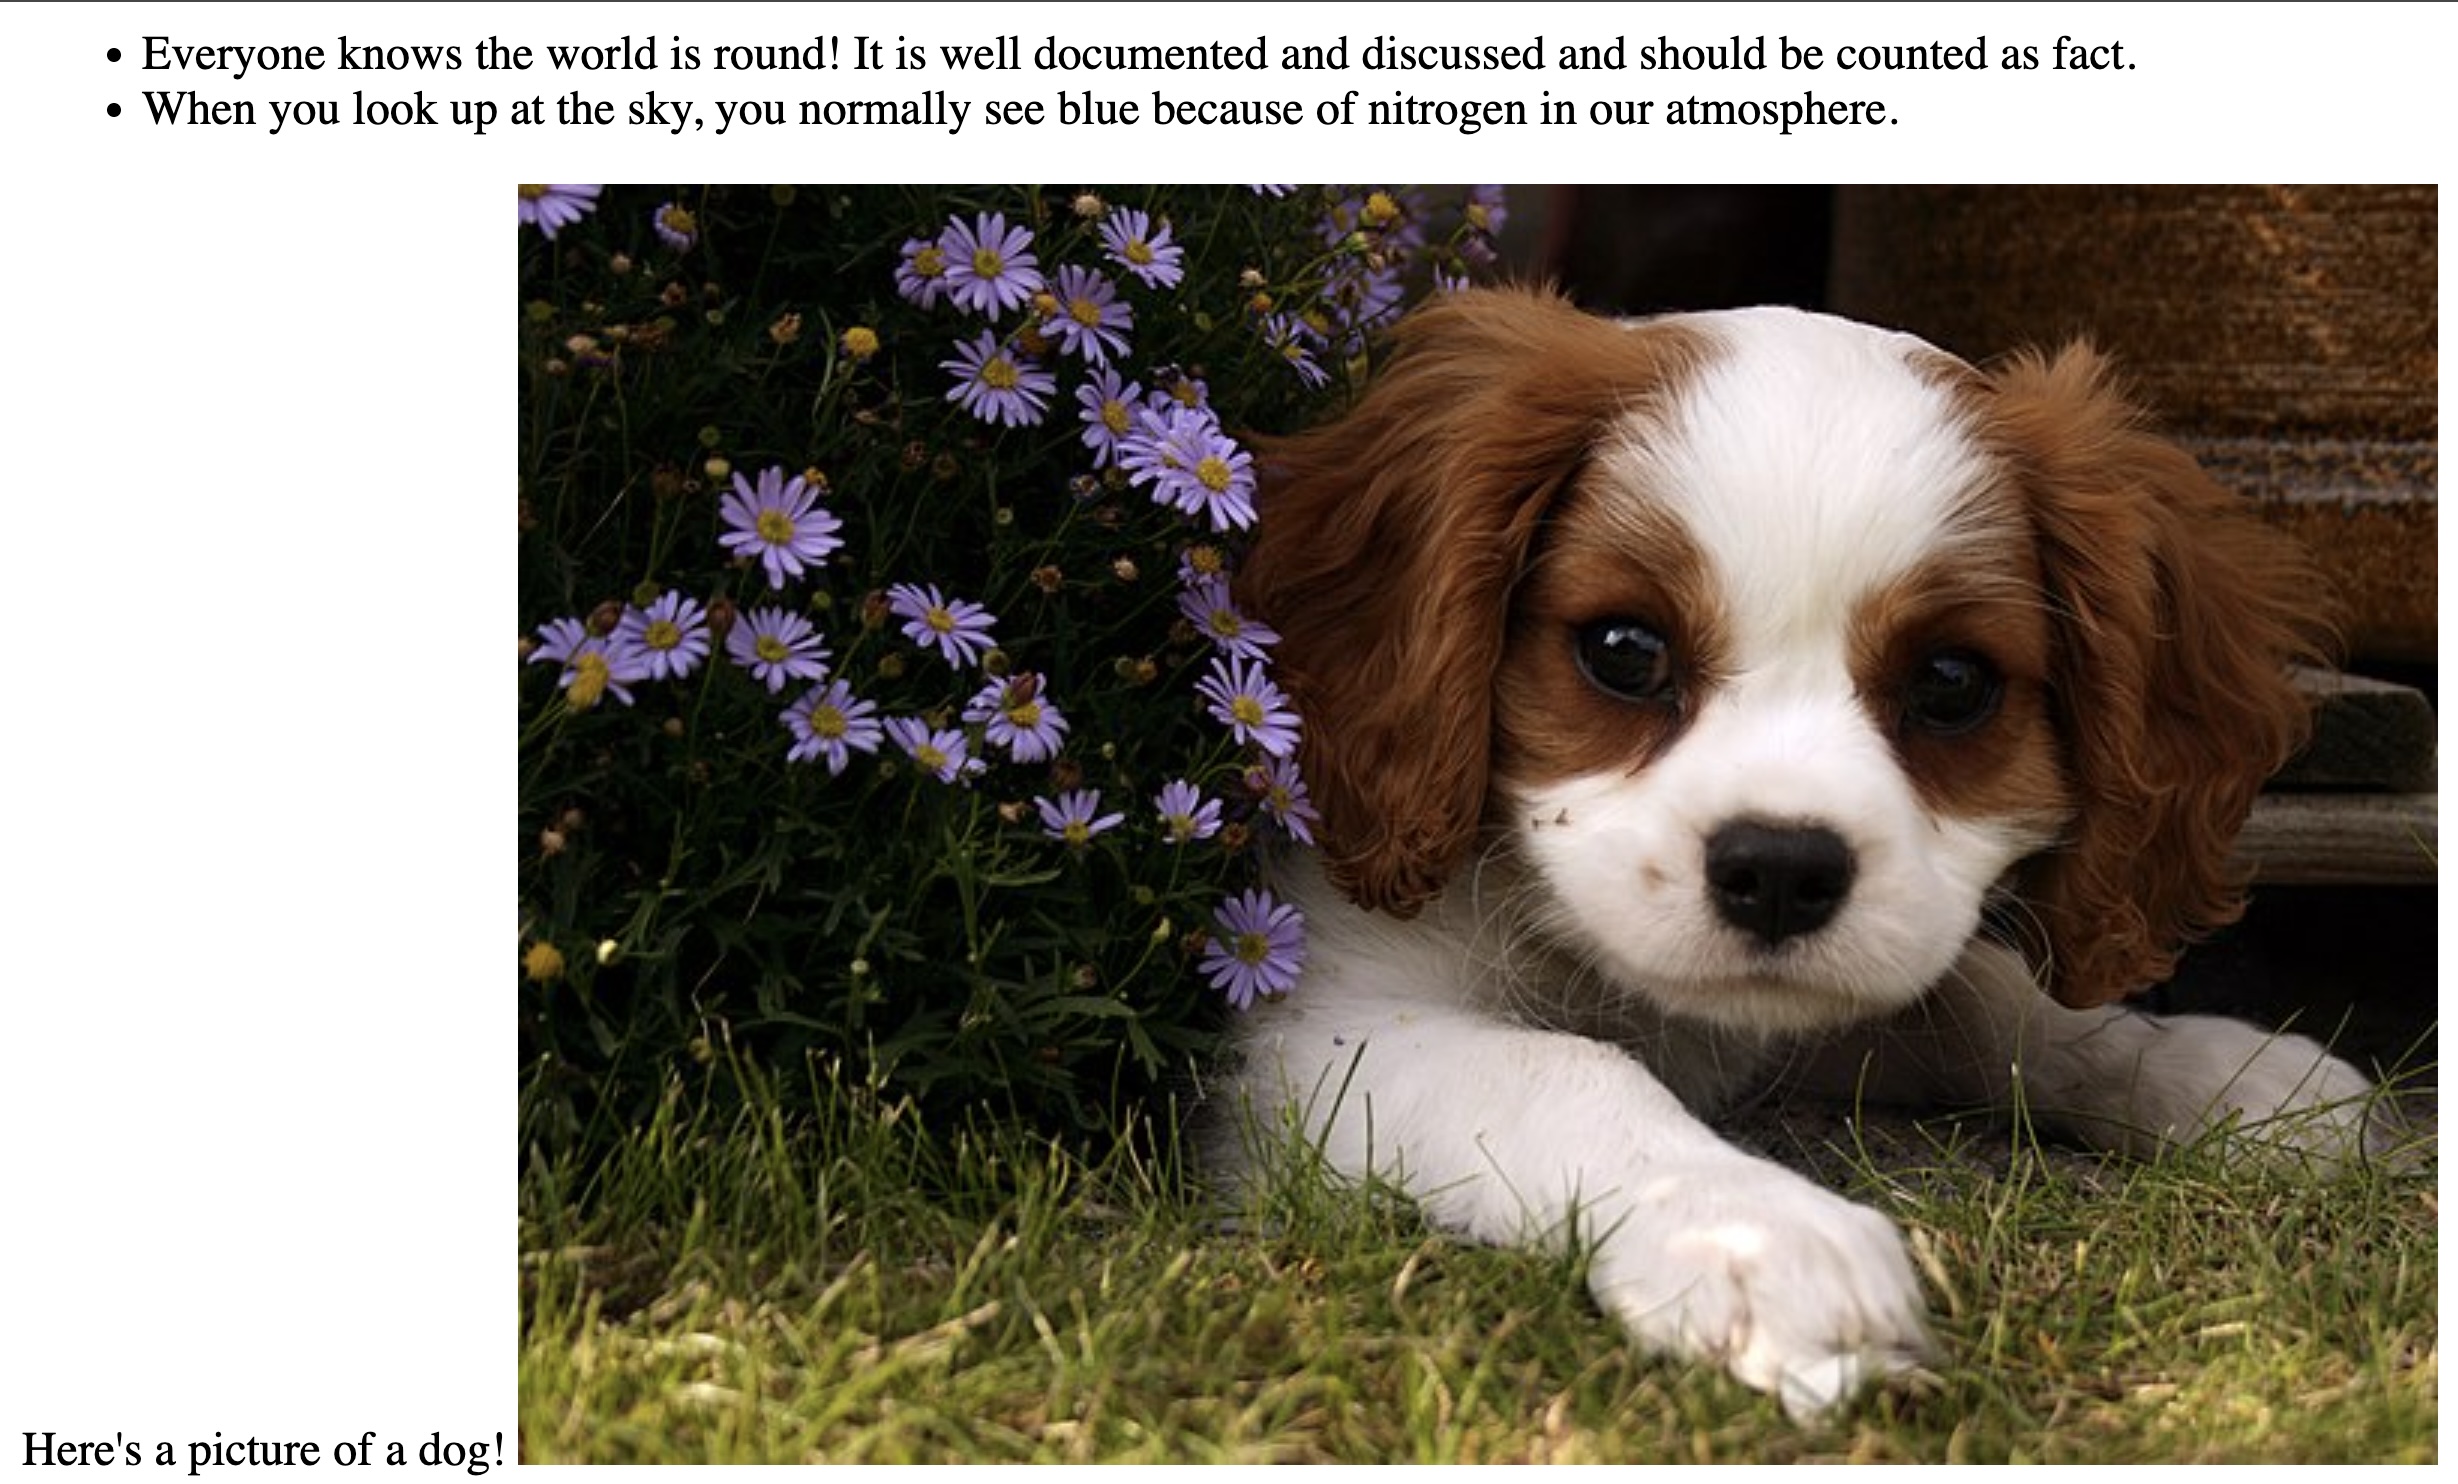 • Everyone knows the world is round! It is well documented and discussed and should be counted as fact.
• When you look up at the sky, you normally see blue because of nitrogen in our atmosphere.
Here's a picture of a dog!